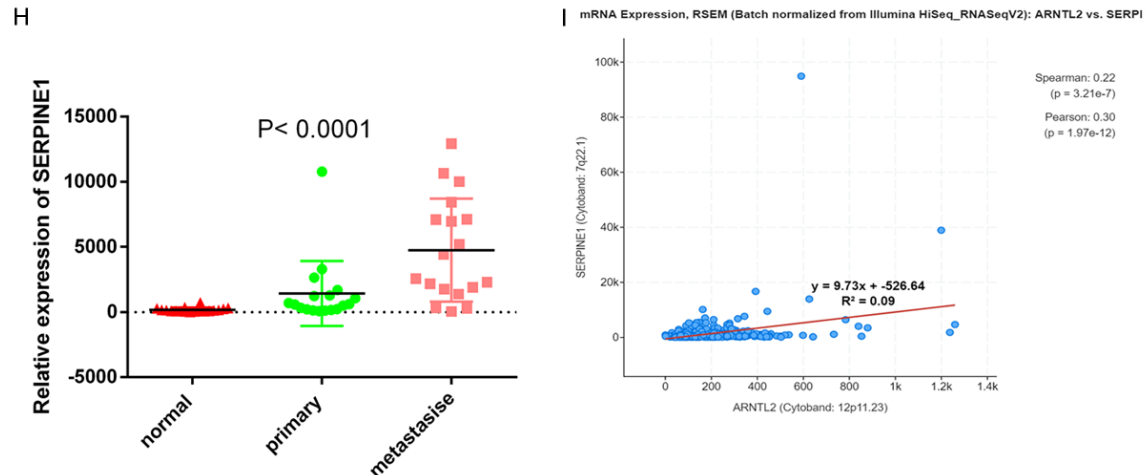 H
Relative expression of SERPINE1
15000
10000
5000
0
-5000
P< 0.0001
normal
primary
metastasise
I
mRNA Expression, RSEM (Batch normalized from Illumina HiSeq_RNASeqV2): ARNTL2 vs. SERPI
SERPINE1 (Cytoband: 7q22.1)
100k
80k
60k
40k
20k
0
Spearman: 0.22
(p = 3.21e-7)
Pearson: 0.30
(p = 1.97e-12)
y = 9.73x + -526.64
R² = 0.09
0 200 400 600 800 1k 1.2k 1.4k
ARNTL2 (Cytoband: 12p11.23)